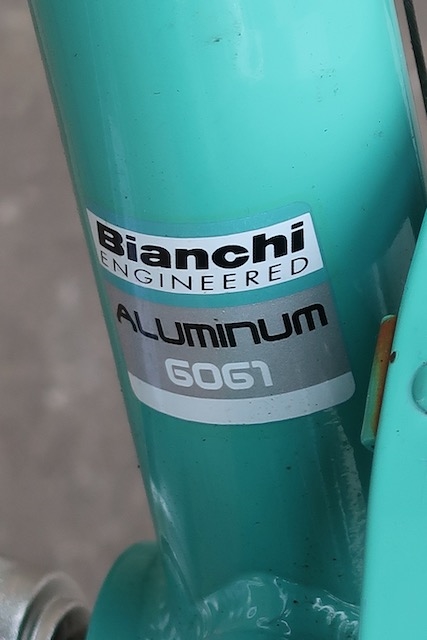 Bianchi
ENGINEERED
ALUMINUM
6061